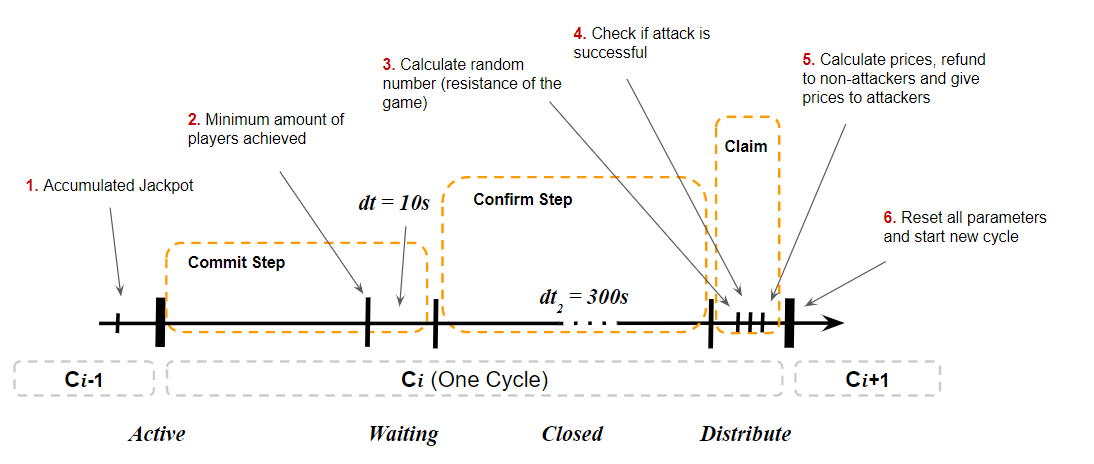 4. Check if attack is
successful
3. Calculate random
number (resistance of the
game)
5. Calculate prices, refund
to non-attackers and give
prices to attackers
2. Minimum amount of
players achieved
Claim
1. Accumulated Jackpot
dt = 10s
Confirm Step
6. Reset all parameters
and start new cycle
Commit Step
dt2 = 300s
Ci-1
Ci (One Cycle)
Ci+1
Active
Waiting
Closed
Distribute